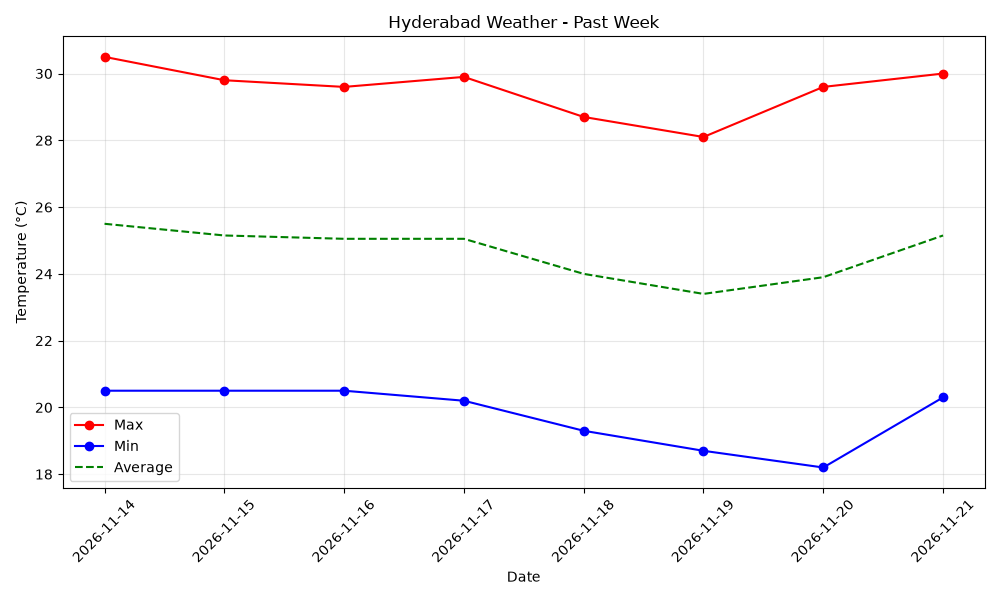 Hyderabad Weather - Past Week
Temperature (°C)
30
28
26
24
22
20
18
Max
Min
Average
2026-11-14
2026-11-15
2026-11-16
2026-11-17
2026-11-18
2026-11-19
2026-11-20
2026-11-21
Date